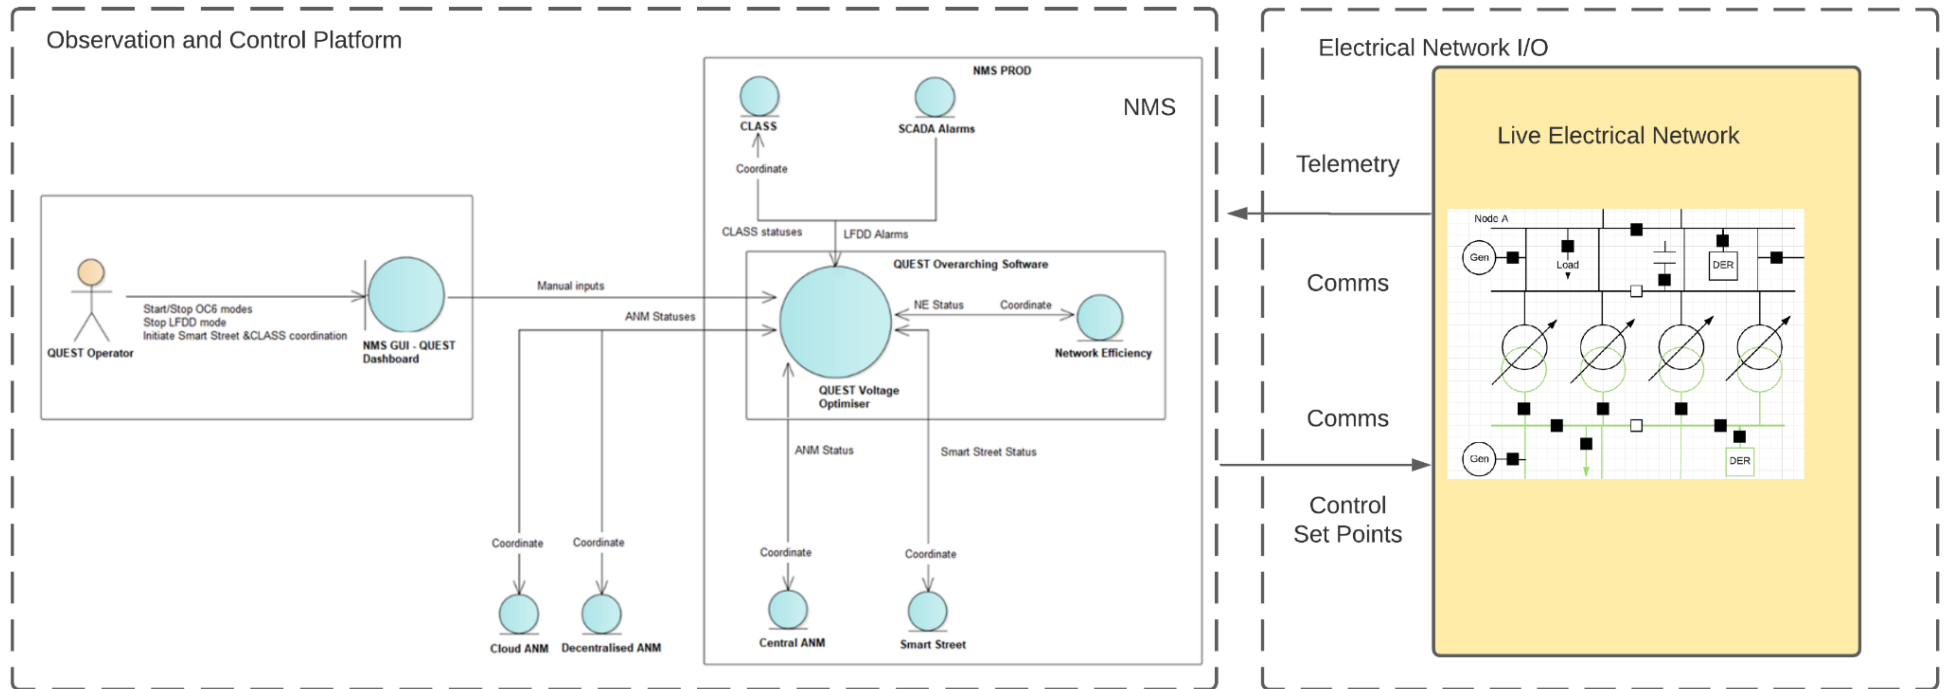 Observation and Control Platform
NMS PROD
NMS
CLASS
SCADA Alarms
Coordinate
CLASS statuses
LFDD Alarms
QUEST Overarching Software
Manual inputs
NE Status
Coordinate
ANM Statuses
Start/Stop OC6 modes
Stop LFDD mode
Initiate Smart Street &CLASS coordination
QUEST Operator
NMS GUI - QUEST
Dashboard
Network Efficiency
QUEST Voltage
Optimiser
ANM Status
Smart Street Status
Coordinate
Coordinate
Coordinate
Coordinate
Cloud ANM
Decentralised ANM
Central ANM
Smart Street
Electrical Network I/O
Live Electrical Network
Telemetry
Comms
Comms
Control
Set Points
Node A
Gen
Load
DER
Gen
DER